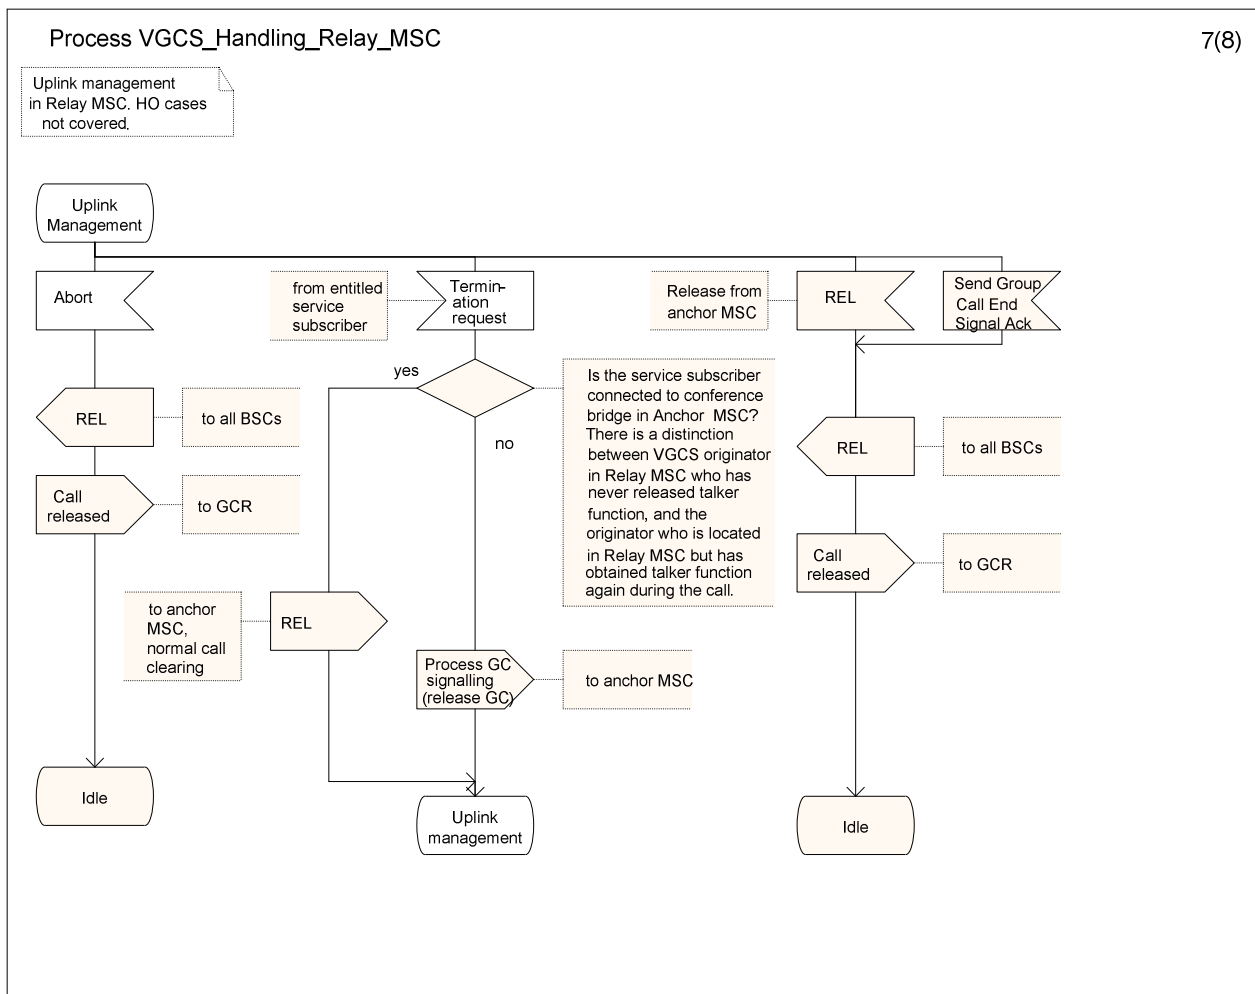 Process VGCS_Handling_Relay_MSC
7(8)
Uplink management
in Relay MSC. HO cases
not covered.
Uplink
Management
Abort
from entitled
service
subscriber
Termin-
ation
request
Release from
anchor MSC
REL
Send Group
Call End
Signal Ack
yes
no
Is the service subscriber
connected to conference
bridge in Anchor MSC?
There is a distinction
between VGCS originator
in Relay MSC who has
never released talker
function, and the
originator who is located
in Relay MSC but has
obtained talker function
again during the call.
REL
to all BSCs
Call
released
to GCR
REL
to all BSCs
Call
released
to GCR
to anchor
MSC,
normal call
clearing
REL
Process GC
signalling
(release GC)
to anchor MSC
Idle
Uplink
management
Idle